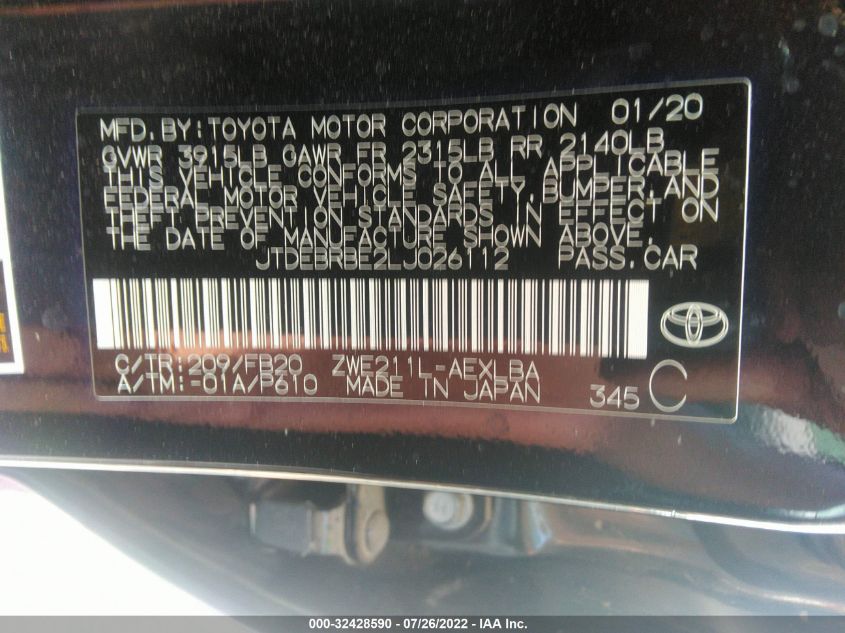 MFD.BY:TOYOTA MOTOR CORPORATION 01/20
GVWR 3915LB GAWR FR 2315LB RR 2140LB
THIS VEHICLE CONFORMS TO ALL APPLICABLE
FEDERAL MOTOR VEHICLE SAFETY,BUMPER,AND
THEFT PREVENTION STANDARDS IN EFFECT ON
THE DATE OF MANUFACTURE SHOWN ABOVE.
JTDEBRBE2LJ026112 PASS.CAR
C/TR:209/FB20 ZWE211L-AEXLBA
A/TM:-01A/P610 MADE IN JAPAN 345 C
000-32428590 - 07/26/2022 - IAA Inc.